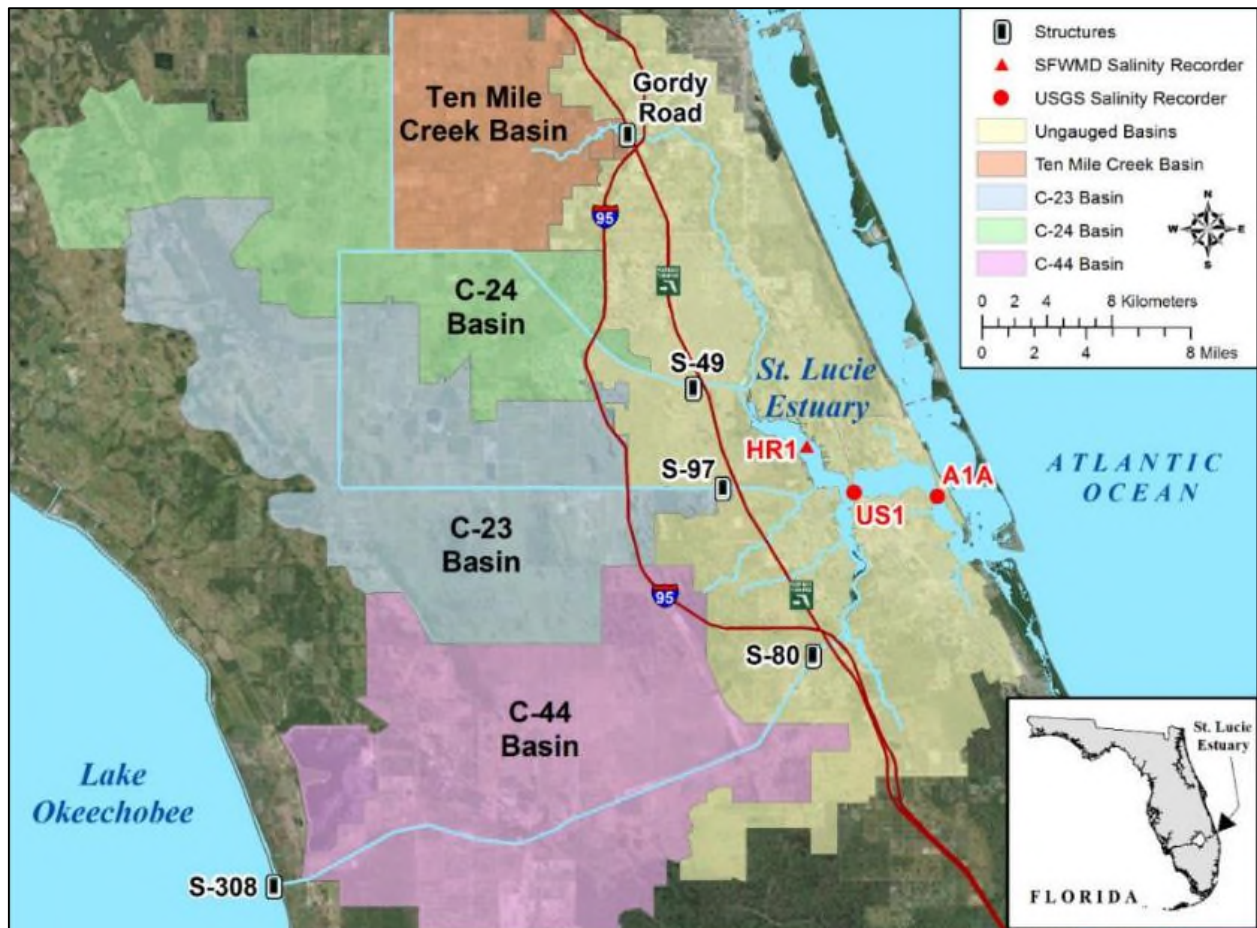 Structures
SFWMD Salinity Recorder
USGS Salinity Recorder
Ungauged Basins
Ten Mile Creek Basin
C-23 Basin
C-24 Basin
C-44 Basin
N
W E
S
0 2 4 8 Kilometers
0 2 4 8 Miles
Gordy
Road
Ten Mile
Creek Basin
95
C-24
Basin
S-49
St. Lucie
Estuary
HR1
S-97
A1A
US1
ATLANTIC
OCEAN
C-23
Basin
95
S-80
C-44
Basin
Lake
Okeechobee
S-308
St. Lucie
Estuary
FLORIDA